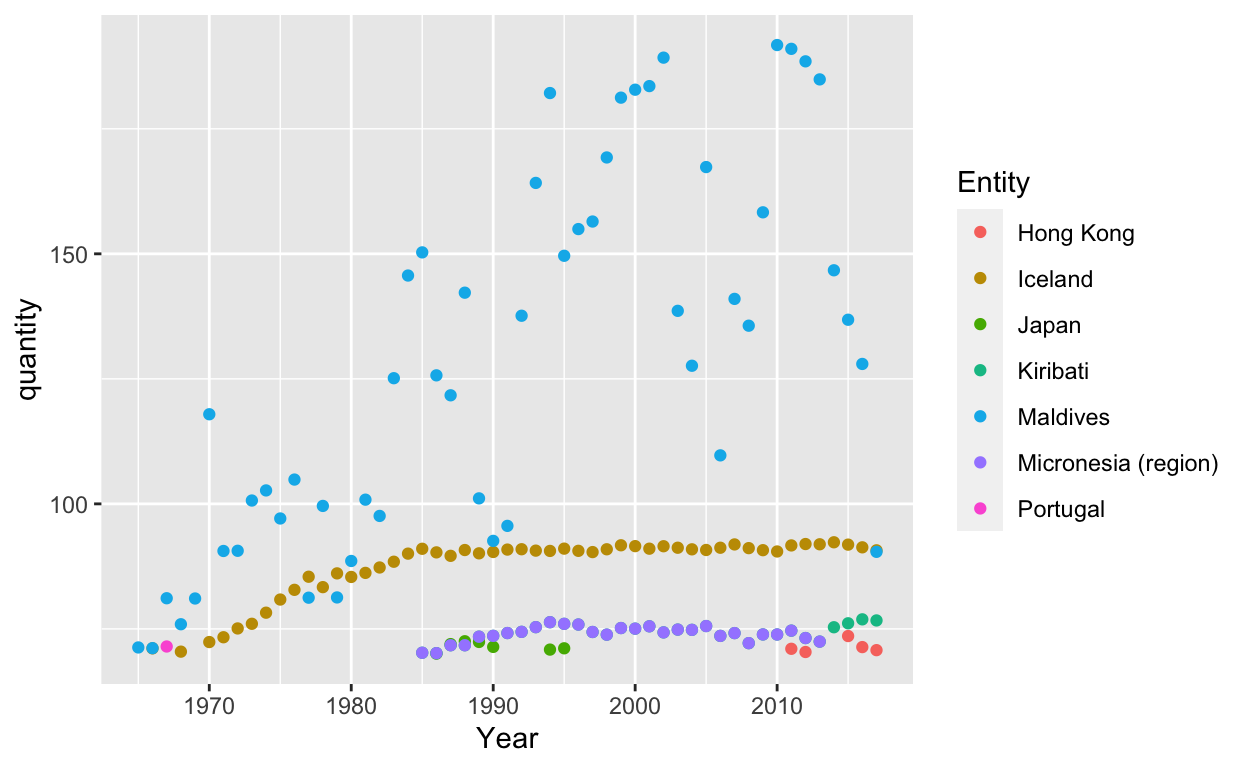 150
100
quantity
1970
1980
1990
2000
2010
Year
Entity
Hong Kong
Iceland
Japan
Kiribati
Maldives
Micronesia (region)
Portugal